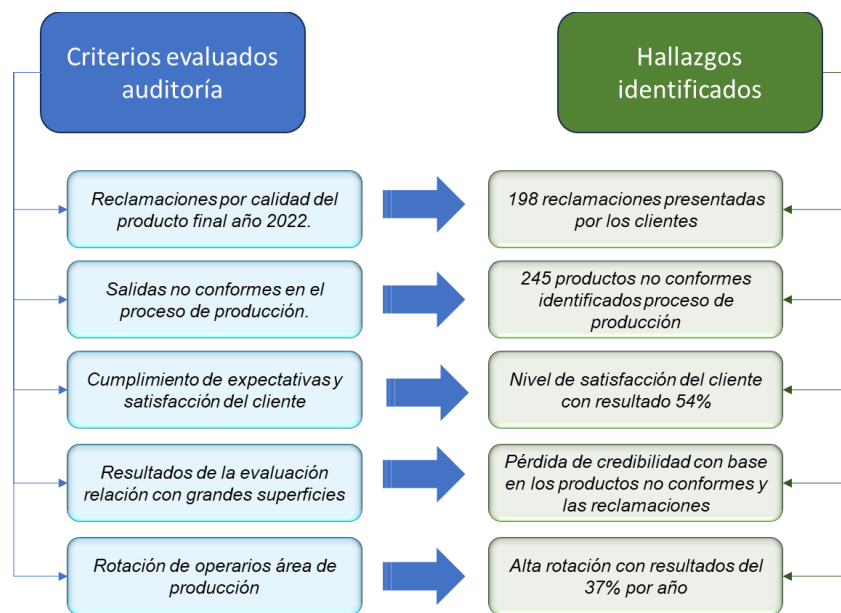 Criterios evaluados
auditoría
Hallazgos
identificados
Reclamaciones por calidad del
producto final año 2022.
198 reclamaciones presentadas
por los clientes
Salidas no conformes en el
proceso de producción.
245 productos no conformes
identificados proceso de
producción
Cumplimiento de expectativas y
satisfacción del cliente
Nivel de satisfacción del cliente
con resultado 54%
Resultados de la evaluación
relación con grandes superficies
Pérdida de credibilidad con base
en los productos no conformes y
las reclamaciones
Rotación de operarios área de
producción
Alta rotación con resultados del
37% por año